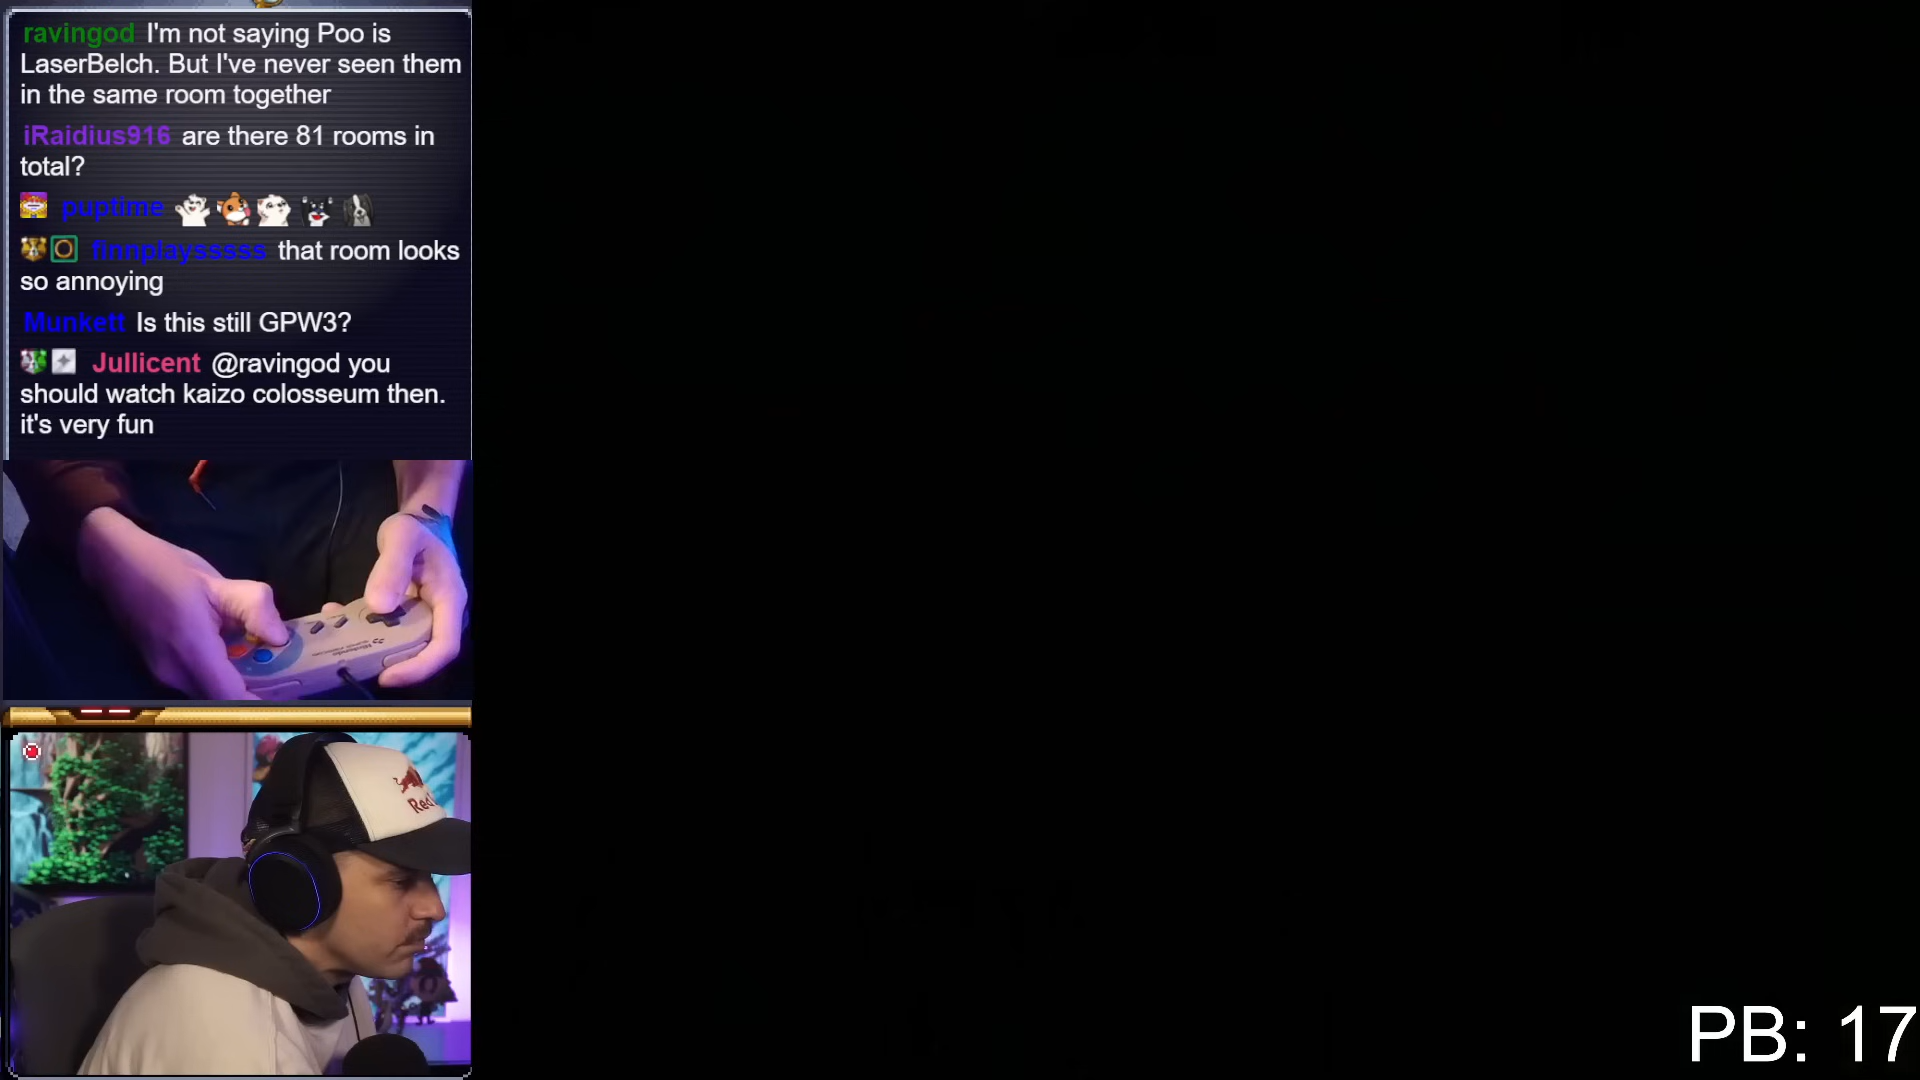 ravingod I'm not saying Poo is
LaserBelch. But I've never seen them
in the same room together
iRaidius916 are there 81 rooms in
total?
puptime
finnplaysssss that room looks
so annoying
Munkett Is this still GPW3?
Jullicent @ravingod you
should watch kaizo colosseum then.
it's very fun
Red
PB: 17